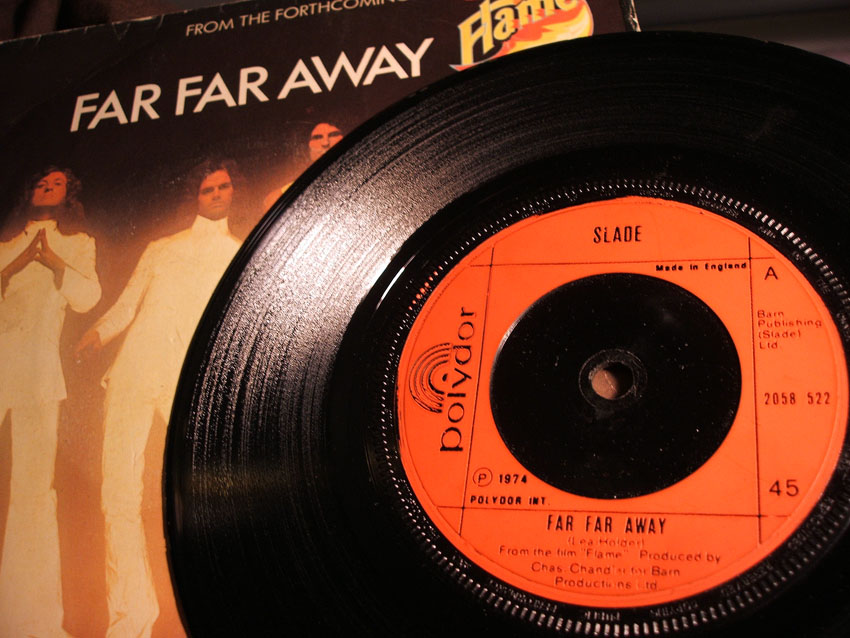 FROM THE FORTHCOMING
Flame
FAR FAR AWAY
SLADE
Made in England
A
Barn
Publishing
(Slade)
Ltd.
polydor
2058 522
℗ 1974
45
POLYDOR INT.
FAR FAR AWAY
(Lea-Holder)
From the film "Flame" Produced by
Chas. Chandler for Barn
Productions Ltd.